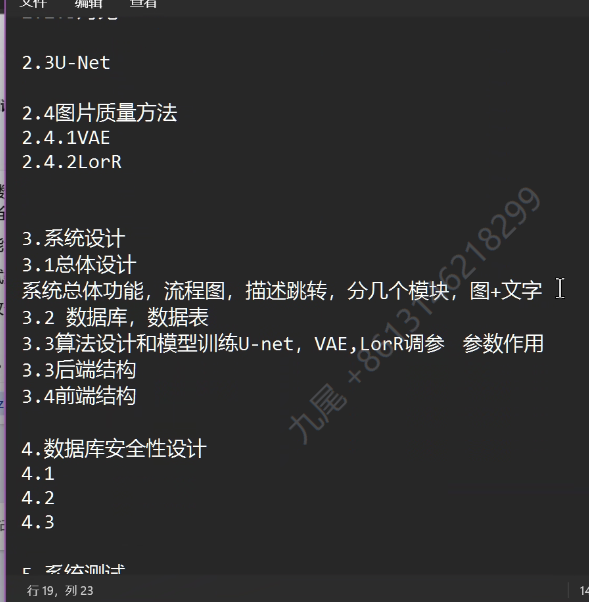 文件 编辑 查看
2.3U-Net
2.4图片质量方法
2.4.1VAE
2.4.2LorR
3.系统设计
3.1总体设计
系统总体功能，流程图，描述跳转，分几个模块，图+文字
3.2 数据库，数据表
3.3算法设计和模型训练U-net，VAE,LorR调参 参数作用
3.3后端结构
3.4前端结构
4.数据库安全性设计
4.1
4.2
4.3
5.系统测试
行 19，列 23
九尾 +8613146218299